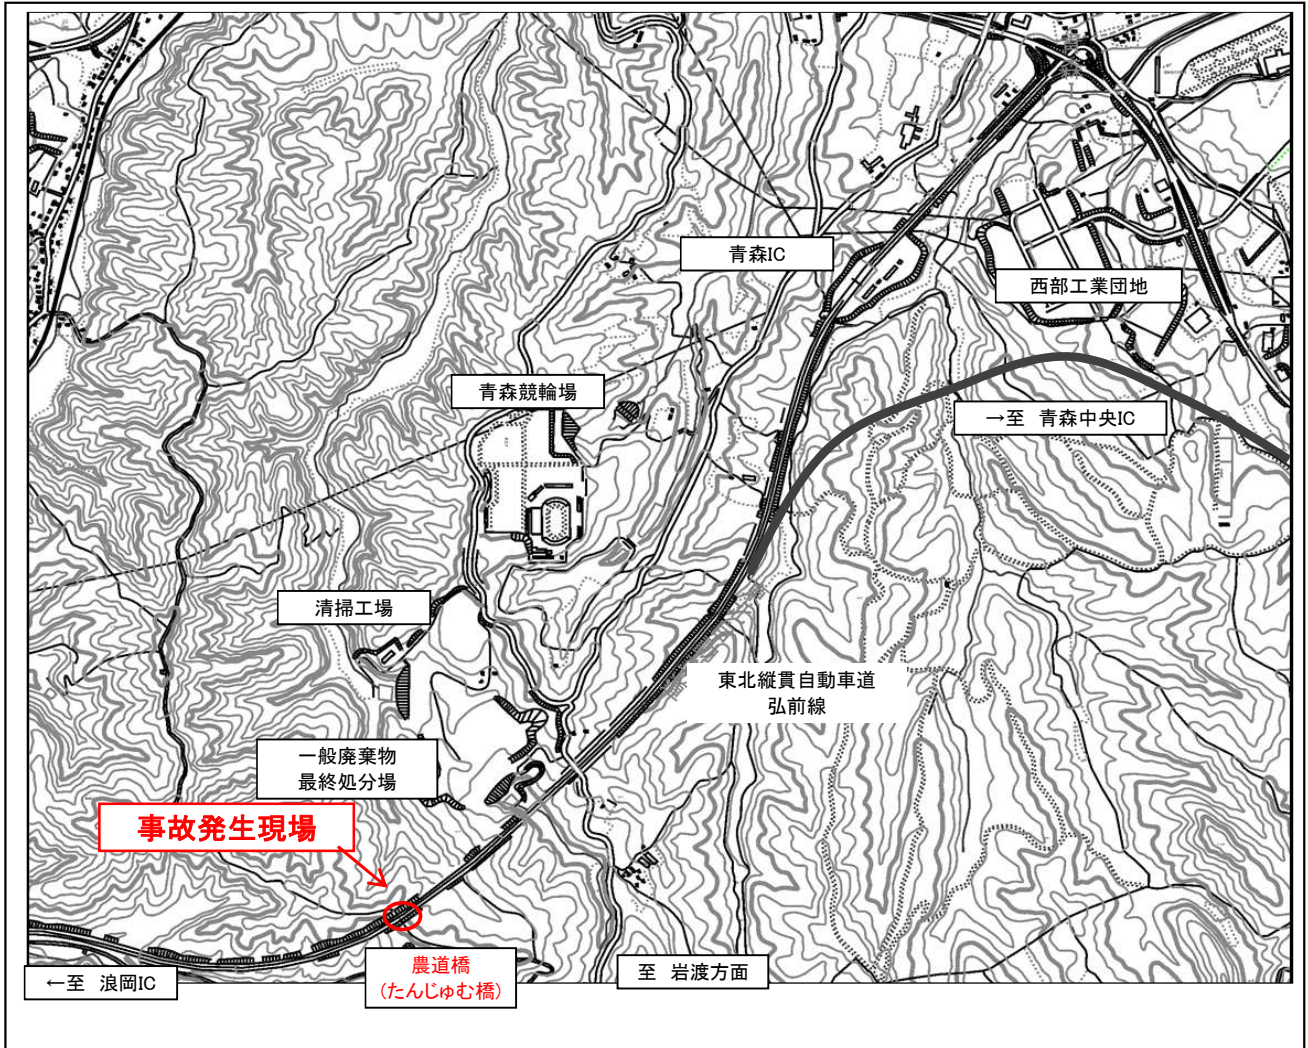 青森IC
西部工業団地
青森競輪場
→至　青森中央IC
清掃工場
東北縦貫自動車道
弘前線
一般廃棄物
最終処分場
事故発生現場
農道橋
(たんじゅむ橋)
←至　浪岡IC
至　岩渡方面